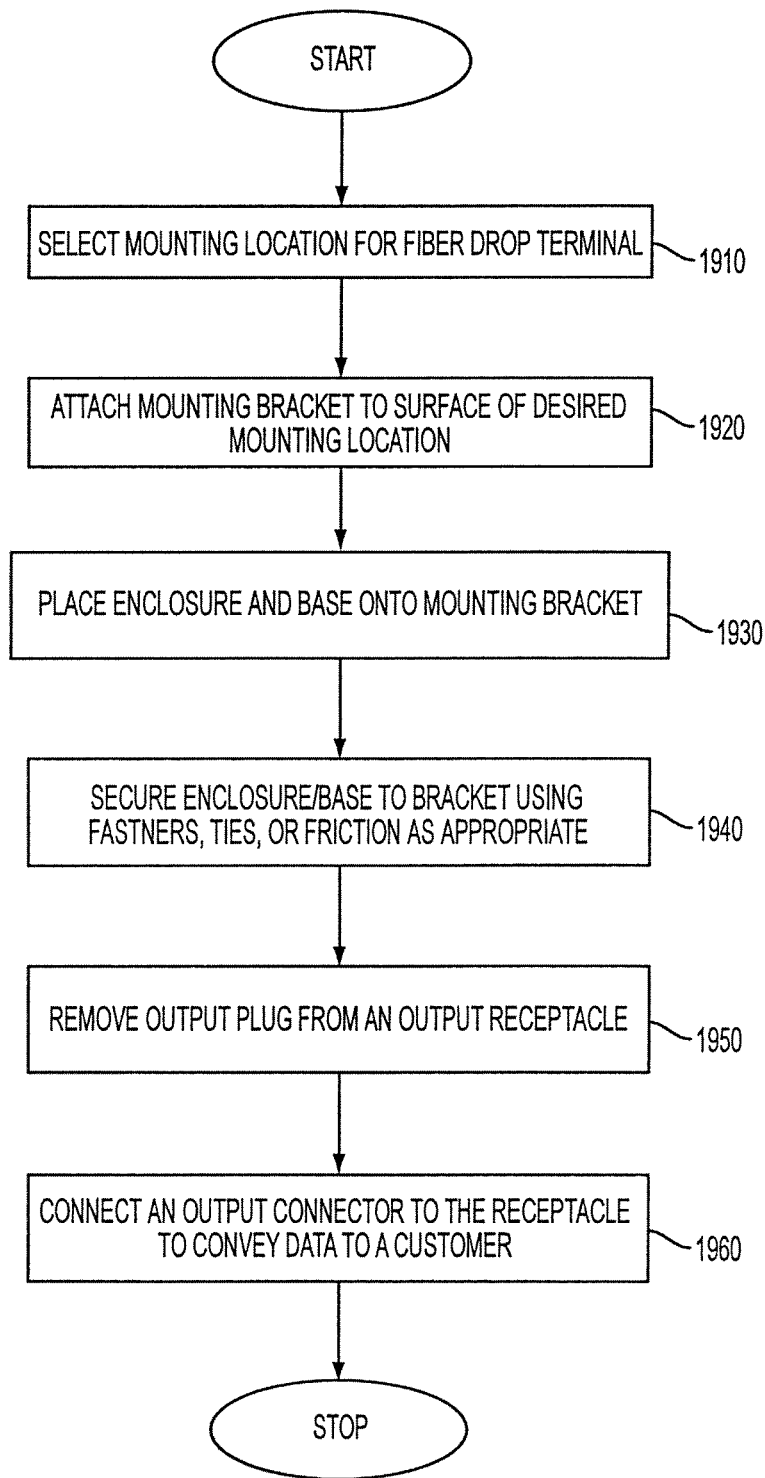 START
SELECT MOUNTING LOCATION FOR FIBER DROP TERMINAL
1910
ATTACH MOUNTING BRACKET TO SURFACE OF DESIRED
MOUNTING LOCATION
1920
PLACE ENCLOSURE AND BASE ONTO MOUNTING BRACKET
1930
SECURE ENCLOSURE/BASE TO BRACKET USING
FASTNERS, TIES, OR FRICTION AS APPROPRIATE
1940
REMOVE OUTPUT PLUG FROM AN OUTPUT RECEPTACLE
1950
CONNECT AN OUTPUT CONNECTOR TO THE RECEPTACLE
TO CONVEY DATA TO A CUSTOMER
1960
STOP